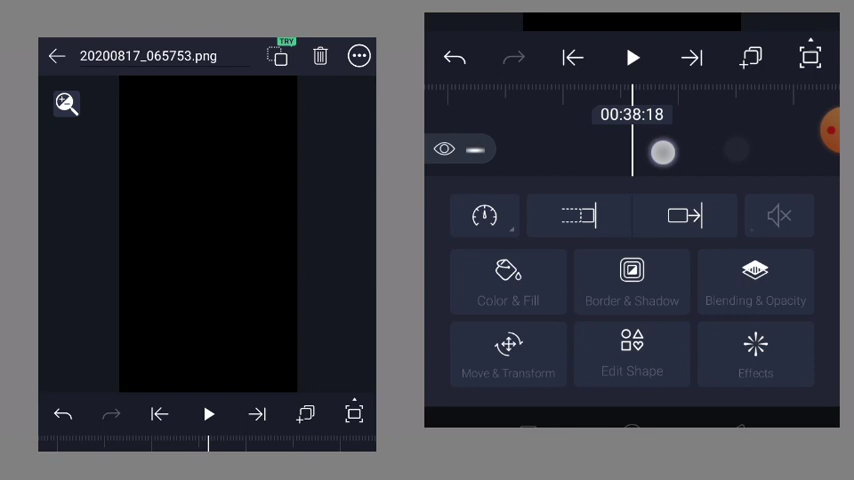 TRY
20200817_065753.png
00:38:18
Color & Fill
Border & Shadow
Blending & Opacity
Move & Transform
Edit Shape
Effects